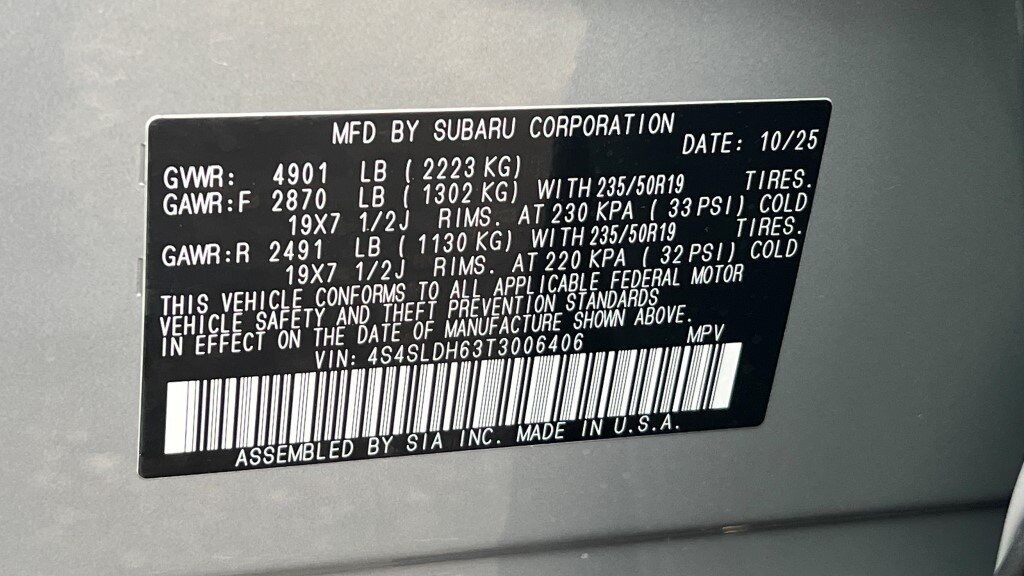 MFD BY SUBARU CORPORATION DATE: 10/25
GVWR: 4901 LB ( 2223 KG)
GAWR:F 2870 LB ( 1302 KG) WITH 235/50R19 TIRES.
19X7 1/2J RIMS. AT 230 KPA ( 33 PSI) COLD
GAWR:R 2491 LB ( 1130 KG) WITH 235/50R19 TIRES.
19X7 1/2J RIMS. AT 220 KPA ( 32 PSI) COLD
THIS VEHICLE CONFORMS TO ALL APPLICABLE FEDERAL MOTOR
VEHICLE SAFETY AND THEFT PREVENTION STANDARDS
IN EFFECT ON THE DATE OF MANUFACTURE SHOWN ABOVE.
VIN: 4S4SLDH63T3006406 MPV
ASSEMBLED BY SIA INC. MADE IN U.S.A.